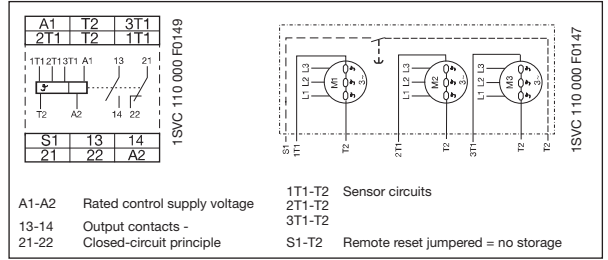 A1 T2 3T1
2T1 T2 1T1
1T1 2T1 3T1 A1 13 21
T2 A2 14 22
S1 13 14
21 22 A2
1SVC 110 000 F0149
L1 L2 L3 M1 3~
L1 L2 L3 M2 3~
L1 L2 L3 M3 3~
S1 1T1 T2 2T1 T2 3T1 T2 T2
1SVC 110 000 F0147
A1-A2 Rated control supply voltage
13-14 Output contacts -
21-22 Closed-circuit principle
1T1-T2 Sensor circuits
2T1-T2
3T1-T2
S1-T2 Remote reset jumpered = no storage